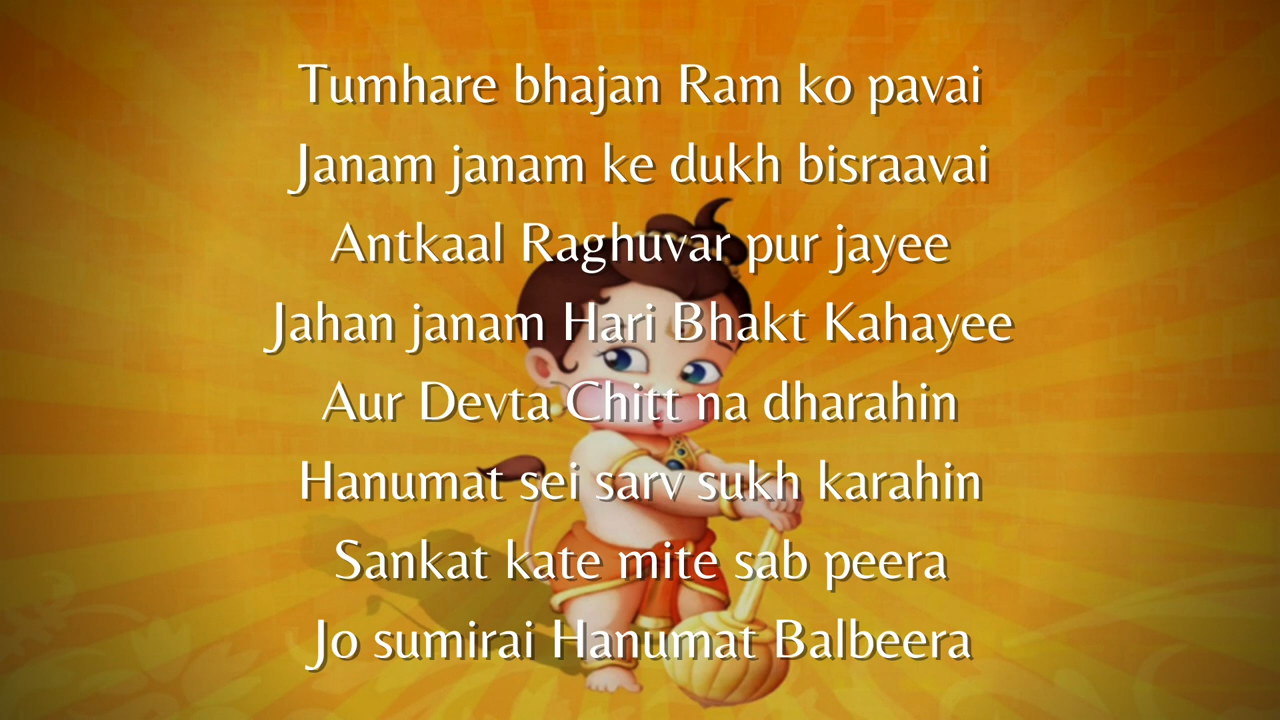 Tumhare bhajan Ram ko pavai
Janam janam ke dukh bisraavai
Antkaal Raghuvar pur jayee
Jahan janam Hari Bhakt Kahayee
Aur Devta Chitt na dharahin
Hanumat sei sarv sukh karahin
Sankat kate mite sab peera
Jo sumirai Hanumat Balbeera